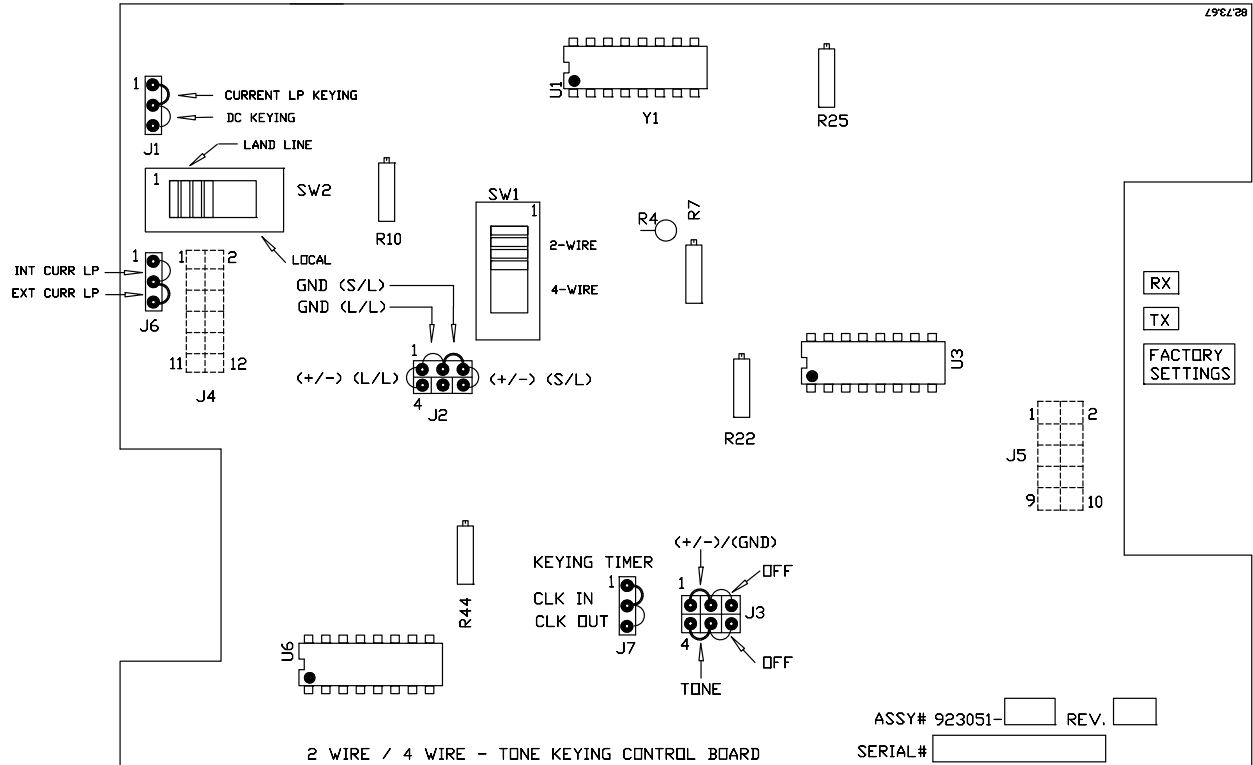 82.73.67
1
CURRENT LP KEYING
DC KEYING
J1
LAND LINE
1
SW2
LOCAL
U1
Y1
R25
R10
SW1
1
2-WIRE
4-WIRE
R4
R7
INT CURR LP
EXT CURR LP
1
J6
1
2
11
12
J4
GND (S/L)
GND (L/L)
1
(+/-) (L/L)
(+/-) (S/L)
4
J2
U3
R22
RX
TX
FACTORY
SETTINGS
1
2
J5
9
10
R44
KEYING TIMER
1
CLK IN
CLK OUT
J7
(+/-)/(GND)
OFF
1
J3
4
OFF
TONE
U6
ASSY# 923051-
REV.
SERIAL#
2 WIRE / 4 WIRE - TONE KEYING CONTROL BOARD